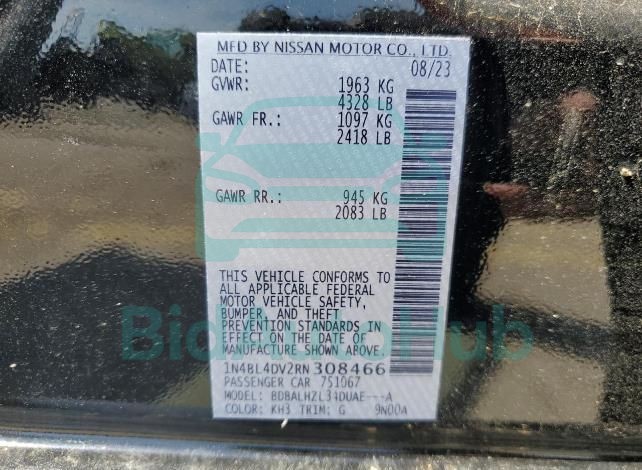 MFD BY NISSAN MOTOR CO., LTD.
DATE: 08/23
GVWR: 1963 KG
4328 LB
GAWR FR.: 1097 KG
2418 LB
GAWR RR.: 945 KG
2083 LB
THIS VEHICLE CONFORMS TO
ALL APPLICABLE FEDERAL
MOTOR VEHICLE SAFETY,
BUMPER, AND THEFT
PREVENTION STANDARDS IN
EFFECT ON THE DATE OF
MANUFACTURE SHOWN ABOVE.
BidAutoHub
1N4BL4DV2RN308466
PASSENGER CAR 751067
MODEL: BDBALHZL34DUAE---A
COLOR: KH3 TRIM: G 9N00A